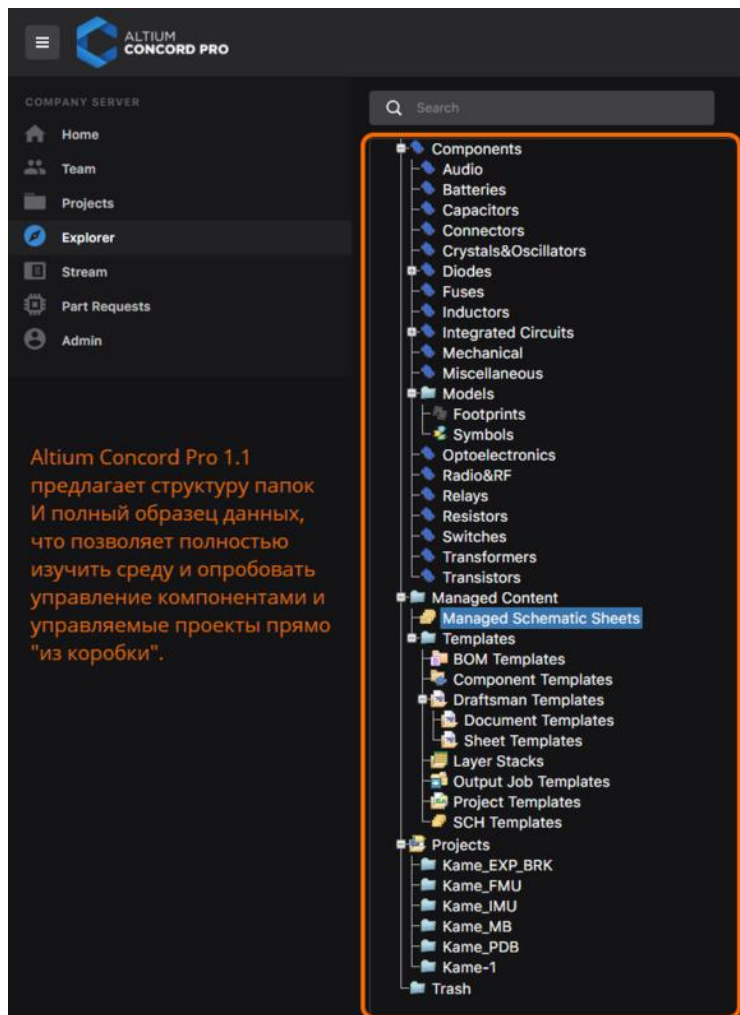 ALTIUM
CONCORD PRO
COMPANY SERVER
Home
Team
Projects
Explorer
Stream
Part Requests
Admin
Altium Concord Pro 1.1
предлагает структуру папок
И полный образец данных,
что позволяет полностью
изучить среду и опробовать
управление компонентами и
управляемые проекты прямо
"из коробки".
Search
Components
Audio
Batteries
Capacitors
Connectors
Crystals&Oscillators
Diodes
Fuses
Inductors
Integrated Circuits
Mechanical
Miscellaneous
Models
Footprints
Symbols
Optoelectronics
Radio&RF
Relays
Resistors
Switches
Transformers
Transistors
Managed Content
Managed Schematic Sheets
Templates
BOM Templates
Component Templates
Draftsman Templates
Document Templates
Sheet Templates
Layer Stacks
Output Job Templates
Project Templates
SCH Templates
Projects
Kame_EXP_BRK
Kame_FMU
Kame_IMU
Kame_MB
Kame_PDB
Kame-1
Trash